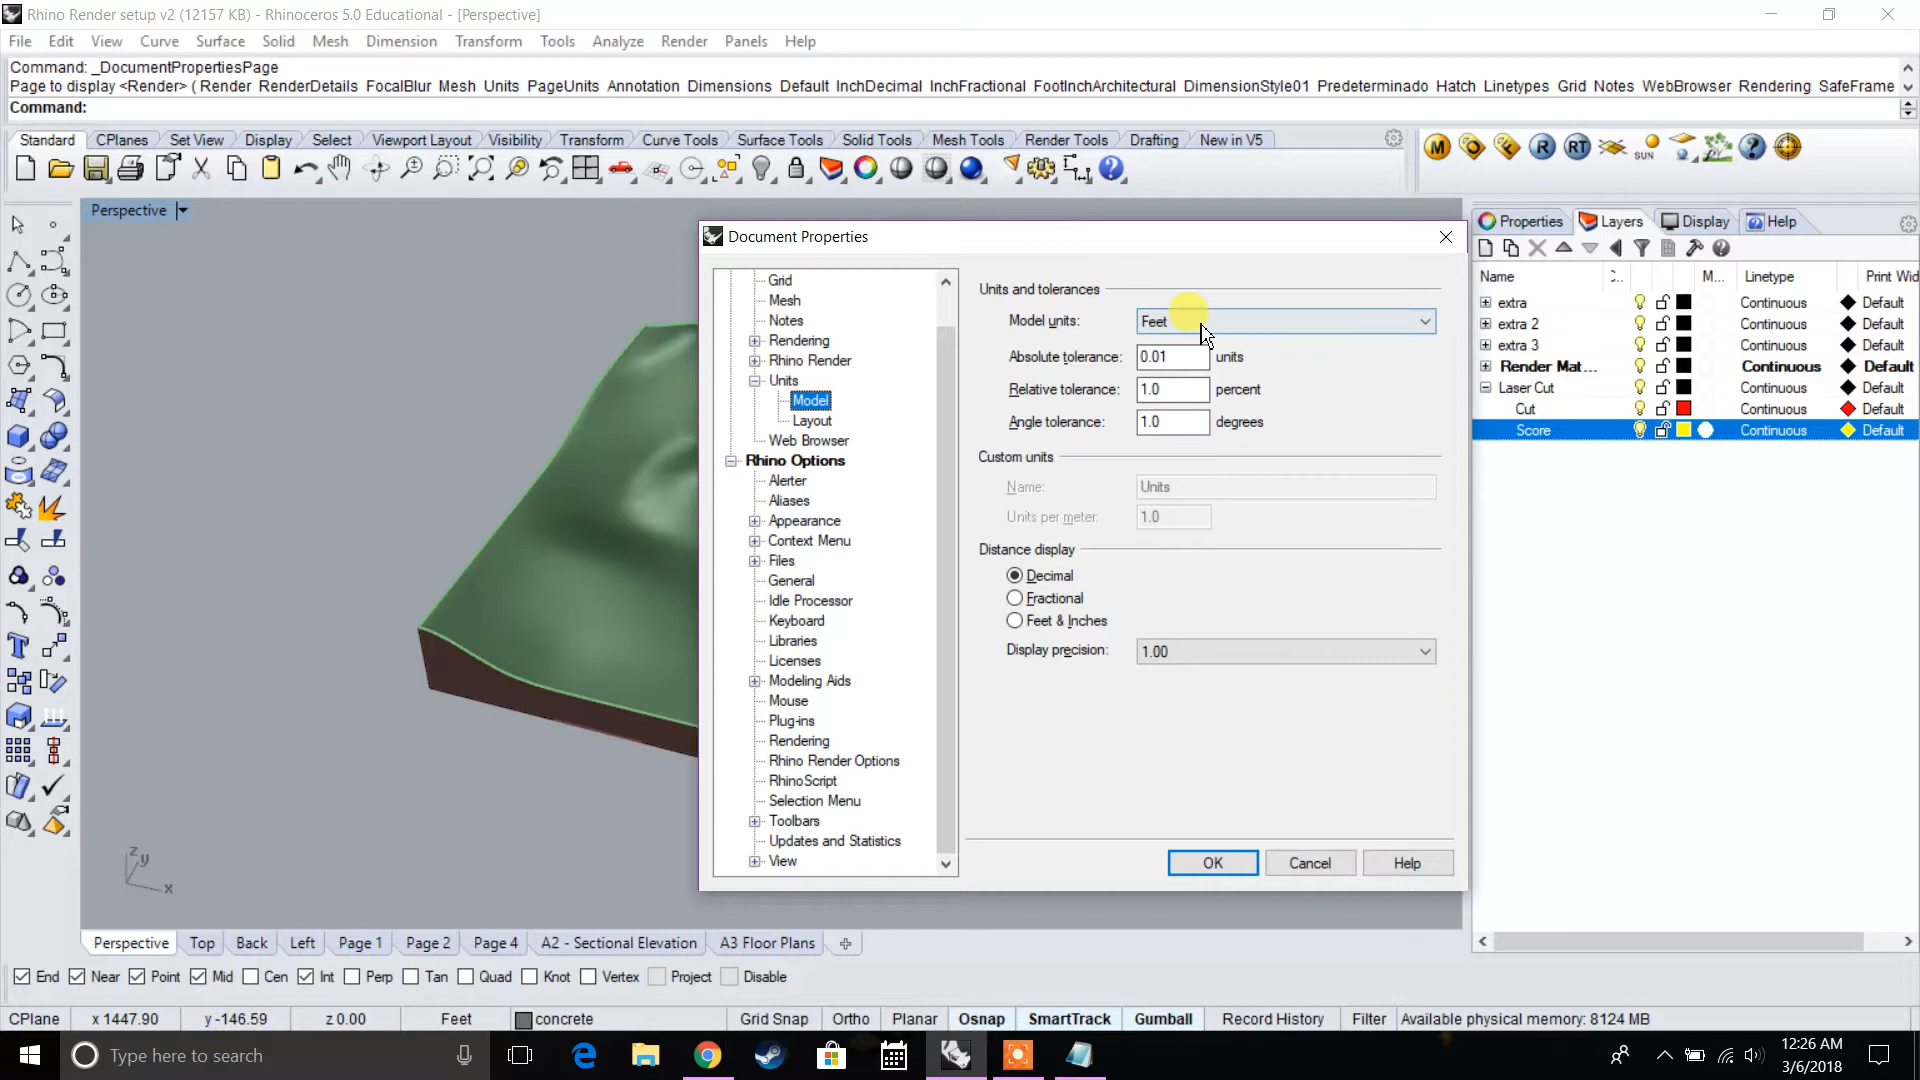 Rhino Render setup v2 (12157 KB) - Rhinoceros 5.0 Educational - [Perspective]
File Edit View Curve Surface Solid Mesh Dimension Transform Tools Analyze Render Panels Help
Command: _DocumentPropertiesPage
Page to display <Render> ( Render RenderDetails FocalBlur Mesh Units PageUnits Annotation Dimensions Default InchDecimal InchFractional FootInchArchitectural DimensionStyle01 Predeterminado Hatch Linetypes Grid Notes WebBrowser Rendering SafeFrame
Command:
Standard CPlanes Set View Display Select Viewport Layout Visibility Transform Curve Tools Surface Tools Solid Tools Mesh Tools Render Tools Drafting New in V5
M R RT SUN
Perspective
Properties Layers Display Help
Name M... Linetype Print Wid
extra Continuous Default
extra 2 Continuous Default
extra 3 Continuous Default
Render Mat... Continuous Default
Laser Cut Continuous Default
Cut Continuous Default
Score Continuous Default
Document Properties
Grid
Mesh
Notes
Rendering
Rhino Render
Units
Model
Layout
Web Browser
Rhino Options
Alerter
Aliases
Appearance
Context Menu
Files
General
Idle Processor
Keyboard
Libraries
Licenses
Modeling Aids
Mouse
Plug-ins
Rendering
Rhino Render Options
RhinoScript
Selection Menu
Toolbars
Updates and Statistics
View
Units and tolerances
Model units: Feet
Absolute tolerance: 0.01 units
Relative tolerance: 1.0 percent
Angle tolerance: 1.0 degrees
Custom units
Name: Units
Units per meter: 1.0
Distance display
Decimal
Fractional
Feet & Inches
Display precision: 1.00
OK Cancel Help
z y x
Perspective Top Back Left Page 1 Page 2 Page 4 A2 - Sectional Elevation A3 Floor Plans
End Near Point Mid Cen Int Perp Tan Quad Knot Vertex Project Disable
CPlane x 1447.90 y -146.59 z 0.00 Feet concrete Grid Snap Ortho Planar Osnap SmartTrack Gumball Record History Filter Available physical memory: 8124 MB
Type here to search
12:26 AM
3/6/2018